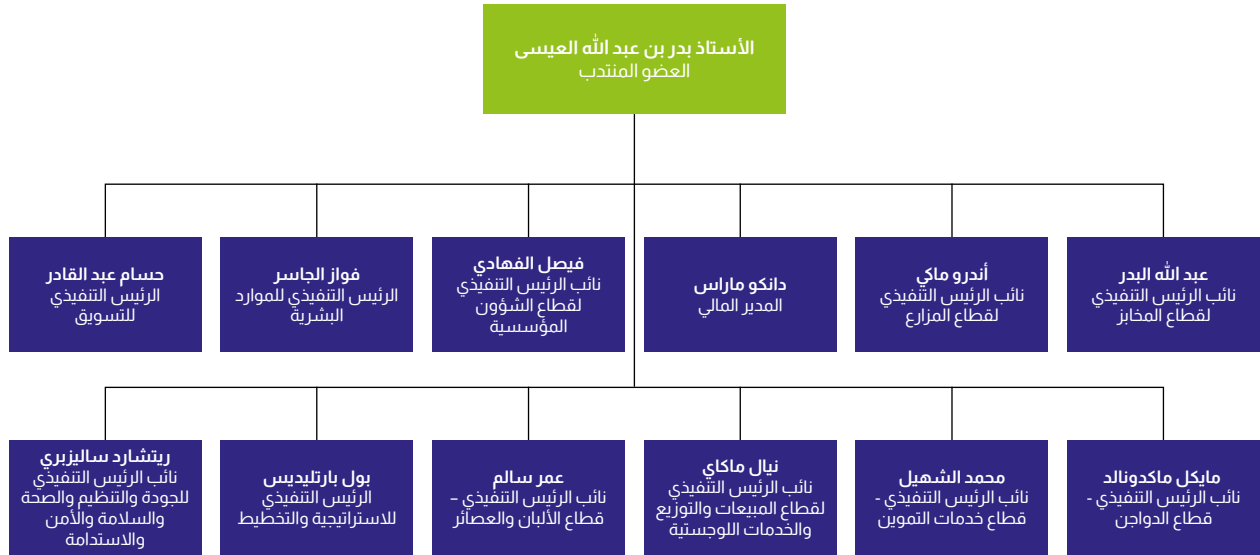 الأستاذ بدر بن عبد الله العيسى
العضو المنتدب
عبد الله البدر
نائب الرئيس التنفيذي
لقطاع المخابز
أندرو ماكي
نائب الرئيس التنفيذي
لقطاع المزارع
دانكو ماراس
المدير المالي
فيصل الفهادي
نائب الرئيس التنفيذي
لقطاع الشؤون
المؤسسية
فواز الجاسر
الرئيس التنفيذي للموارد
البشرية
حسام عبد القادر
الرئيس التنفيذي
للتسويق
مايكل ماكدونالد
نائب الرئيس التنفيذي -
قطاع الدواجن
محمد الشهيل
نائب الرئيس التنفيذي -
قطاع خدمات التموين
نيال ماكاي
نائب الرئيس التنفيذي
لقطاع المبيعات والتوزيع
والخدمات اللوجستية
عمر سالم
نائب الرئيس التنفيذي –
قطاع الألبان والعصائر
بول بارتليديس
الرئيس التنفيذي
للاستراتيجية والتخطيط
ريتشارد ساليزبري
نائب الرئيس التنفيذي
للجودة والتنظيم والصحة
والسلامة والأمن
والاستدامة